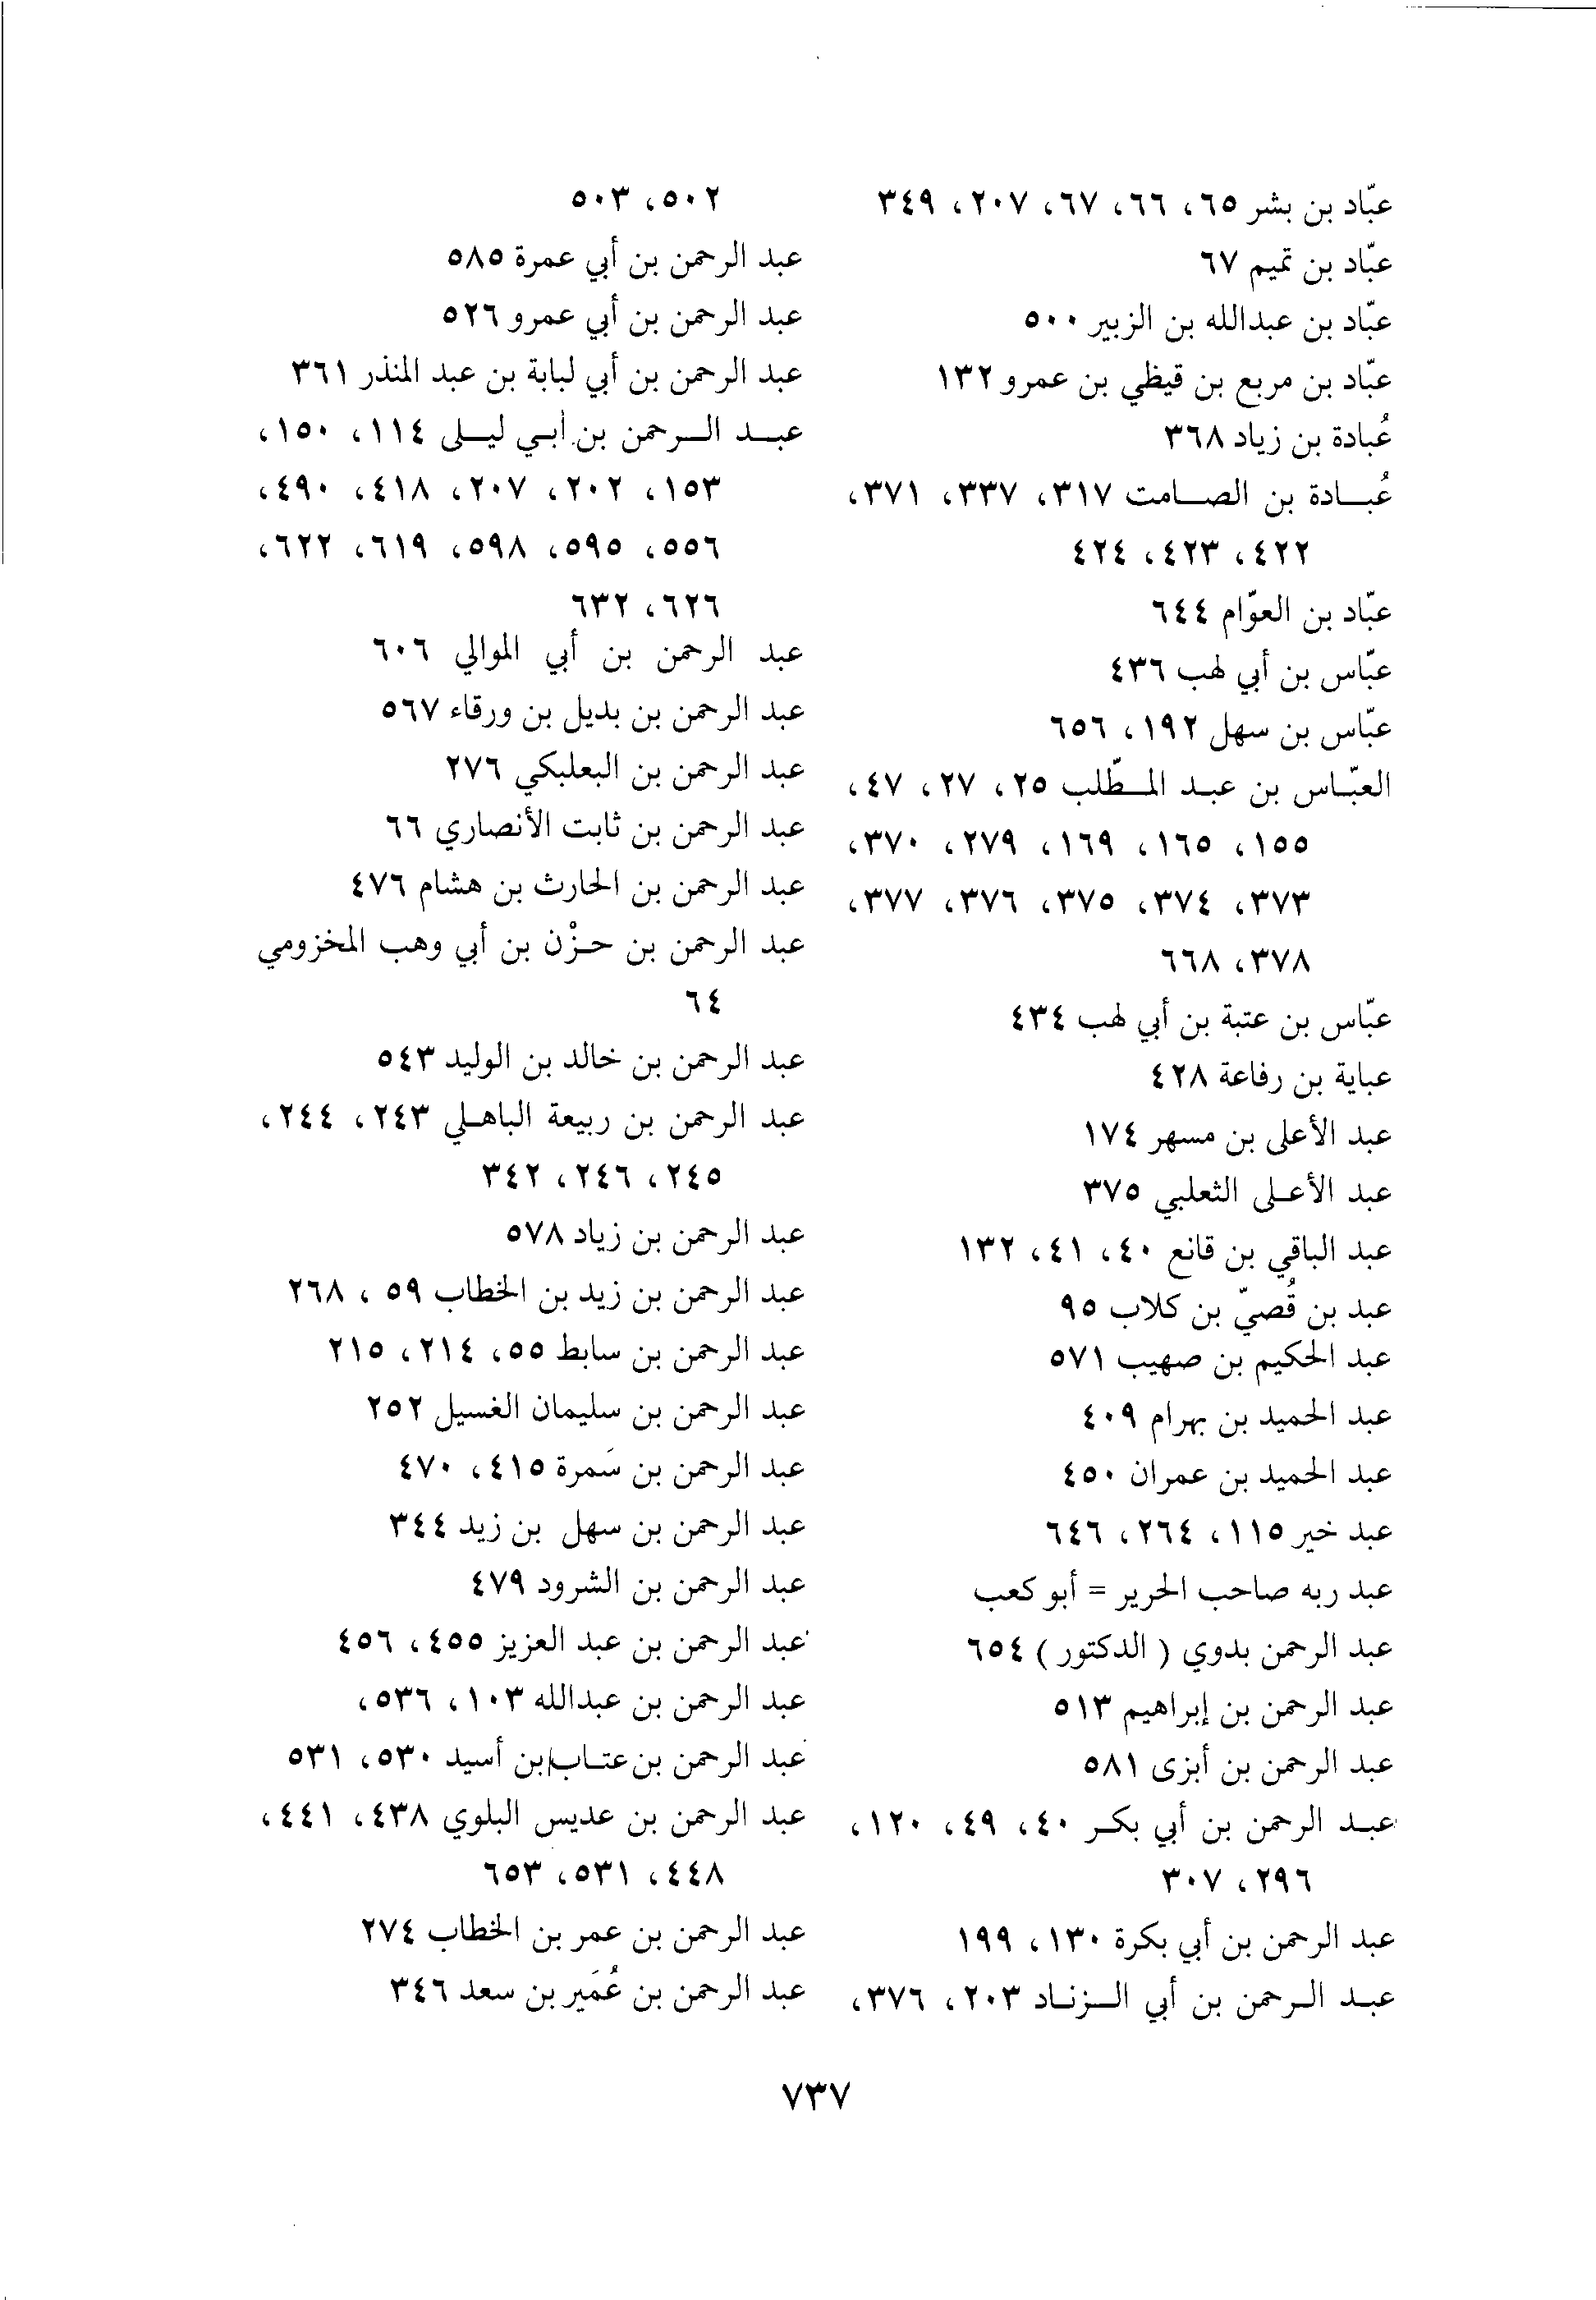 عبّاد بن بشر ٦٥، ٦٦، ٦٧، ٢٠٧، ٣٤٩
عبّاد بن تميم ٦٧
عبّاد بن عبدالله بن الزبير ٥٠٠
عبّاد بن مربع بن قيظي بن عمرو ١٣٢
عُبادة بن زياد ٣٦٨
عُبادة بن الصامت ٣١٧، ٣٣٧، ٣٧١،
٤٢٢، ٤٢٣، ٤٢٤
عبّاد بن العوّام ٦٤٤
عبّاس بن أبي لهب ٤٣٦
عبّاس بن سهل ١٩٢، ٦٥٦
العبّاس بن عبد المطّلب ٢٥، ٢٧، ٤٧،
١٥٥، ١٦٥، ١٦٩، ٢٧٩، ٣٧٠،
٣٧٣، ٣٧٤، ٣٧٥، ٣٧٦، ٣٧٧،
٣٧٨، ٦٦٨
عبّاس بن عتبة بن أبي لهب ٤٣٤
عباية بن رفاعة ٤٢٨
عبد الأعلى بن مسهر ١٧٤
عبد الأعلى الثعلبي ٣٧٥
عبد الباقي بن قانع ٤٠، ٤١، ١٣٢
عبد بن قُصيّ بن كلاب ٩٥
عبد الحكيم بن صهيب ٥٧١
عبد الحميد بن بهرام ٤٠٩
عبد الحميد بن عمران ٤٥٠
عبد خير ١١٥، ٢٦٤، ٦٤٦
عبد ربه صاحب الحرير = أبو كعب
عبد الرحمن بدوي (الدكتور) ٦٥٤
عبد الرحمن بن إبراهيم ٥١٣
عبد الرحمن بن أبزى ٥٨١
عبد الرحمن بن أبي بكر ٤٠، ٤٩، ١٢٠،
٢٩٦، ٣٠٧
عبد الرحمن بن أبي بكرة ١٣٠، ١٩٩
عبد الرحمن بن أبي الزناد ٢٠٣، ٣٧٦،
٥٠٢، ٥٠٣
عبد الرحمن بن أبي عمرة ٥٨٥
عبد الرحمن بن أبي عمرو ٥٢٦
عبد الرحمن بن أبي لبابة بن عبد المنذر ٣٦١
عبد الرحمن بن أبي ليلى ١١٤، ١٥٠،
١٥٣، ٢٠٢، ٢٠٧، ٤١٨، ٤٩٠،
٥٥٦، ٥٩٥، ٥٩٨، ٦١٩، ٦٢٢،
٦٢٦، ٦٣٢
عبد الرحمن بن أبي الموالي ٦٠٦
عبد الرحمن بن بديل بن ورقاء ٥٦٧
عبد الرحمن بن البعلبكي ٢٧٦
عبد الرحمن بن ثابت الأنصاري ٦٦
عبد الرحمن بن الحارث بن هشام ٤٧٦
عبد الرحمن بن حزْن بن أبي وهب المخزومي
٦٤
عبد الرحمن بن خالد بن الوليد ٥٤٣
عبد الرحمن بن ربيعة الباهلي ٢٤٣، ٢٤٤،
٢٤٥، ٢٤٦، ٣٤٢
عبد الرحمن بن زياد ٥٧٨
عبد الرحمن بن زيد بن الخطاب ٥٩، ٢٦٨
عبد الرحمن بن سابط ٥٥، ٢١٤، ٢١٥
عبد الرحمن بن سليمان الغسيل ٢٥٢
عبد الرحمن بن سَمرة ٤١٥، ٤٧٠
عبد الرحمن بن سهل بن زيد ٣٤٤
عبد الرحمن بن الشرود ٤٧٩
عبد الرحمن بن عبد العزيز ٤٥٥، ٤٥٦
عبد الرحمن بن عبدالله ١٠٣، ٥٣٦،
عبد الرحمن بن عتاب بن أسيد ٥٣٠، ٥٣١
عبد الرحمن بن عديس البلوي ٤٣٨، ٤٤١،
٤٤٨، ٥٣١، ٦٥٣
عبد الرحمن بن عمر بن الخطاب ٢٧٤
عبد الرحمن بن عُمَير بن سعد ٣٤٦
٧٣٧